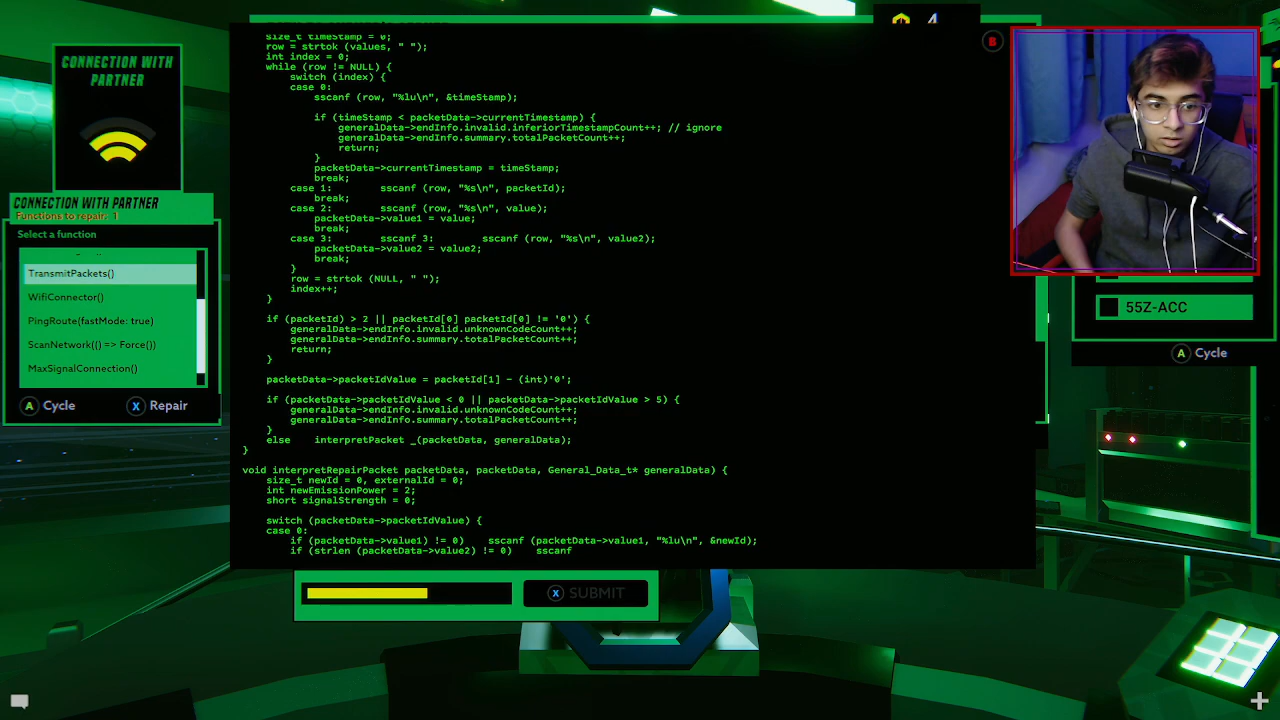 CONNECTION WITH
PARTNER
CONNECTION WITH PARTNER
Functions to repair: 1
Select a function
TransmitPackets()
WifiConnector()
PingRoute(fastMode: true)
ScanNetwork(() => Force())
MaxSignalConnection()
A Cycle
X Repair
4
B
size_t timeStamp = 0;
row = strtok (values, " ");
int index = 0;
while (row != NULL) {
switch (index) {
case 0:
sscanf (row, "%lu\n", &timeStamp);
if (timeStamp < packetData->currentTimestamp) {
generalData->endInfo.invalid.inferiorTimestampCount++; // ignore
generalData->endInfo.summary.totalPacketCount++;
return;
}
packetData->currentTimestamp = timeStamp;
break;
case 1: sscanf (row, "%s\n", packetId);
break;
case 2: sscanf (row, "%s\n", value);
packetData->value1 = value;
break;
case 3: sscanf 3: sscanf (row, "%s\n", value2);
packetData->value2 = value2;
break;
}
row = strtok (NULL, " ");
index++;
}
if (packetId) > 2 || packetId[0] packetId[0] != '0') {
generalData->endInfo.invalid.unknownCodeCount++;
generalData->endInfo.summary.totalPacketCount++;
return;
}
packetData->packetIdValue = packetId[1] - (int)'0';
if (packetData->packetIdValue < 0 || packetData->packetIdValue > 5) {
generalData->endInfo.invalid.unknownCodeCount++;
generalData->endInfo.summary.totalPacketCount++;
}
else interpretPacket _(packetData, generalData);
}
void interpretRepairPacket packetData, packetData, General_Data_t* generalData) {
size_t newId = 0, externalId = 0;
int newEmissionPower = 2;
short signalStrength = 0;
switch (packetData->packetIdValue) {
case 0:
if (packetData->value1) != 0) sscanf (packetData->value1, "%lu\n", &newId);
if (strlen (packetData->value2) != 0) sscanf
X SUBMIT
55Z-ACC
A Cycle